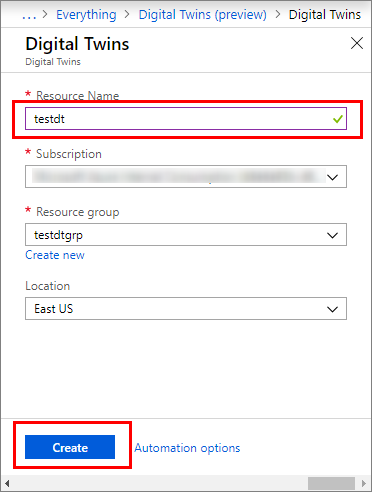 ... > Everything > Digital Twins (preview) > Digital Twins
Digital Twins
Digital Twins
* Resource Name
testdt
* Subscription
* Resource group
testdtgrp
Create new
Location
East US
Create
Automation options